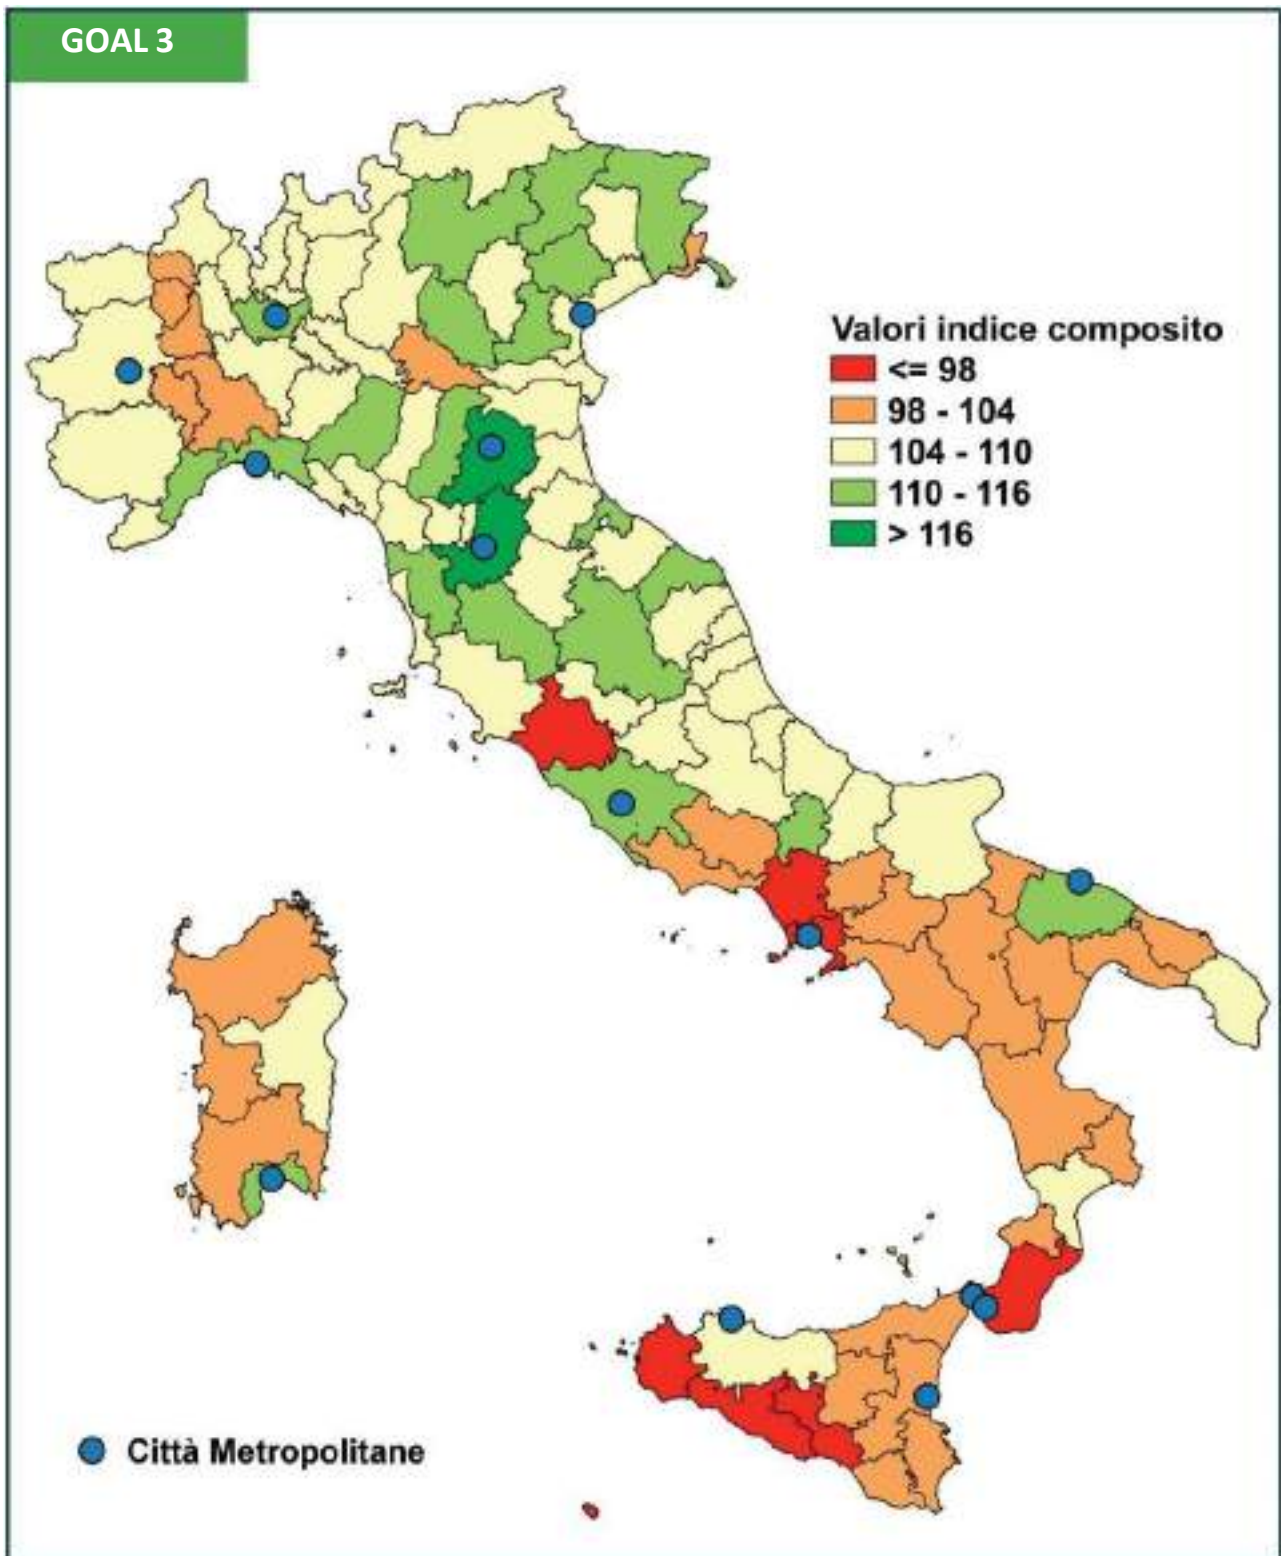 GOAL 3
Valori indice composito
<= 98
98 - 104
104 - 110
110 - 116
> 116
Città Metropolitane